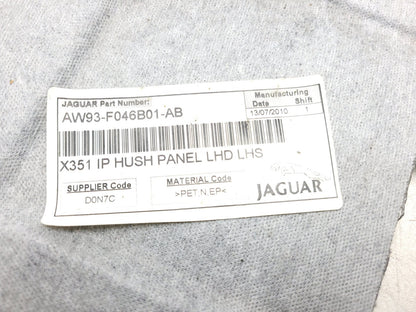 JAGUAR Part Number:
AW93-F046B01-AB
Manufacturing
Date Shift
13/07/2010 1
X351 IP HUSH PANEL LHD LHS
SUPPLIER Code
D0N7C
MATERIAL Code
>PET.N.EP<
JAGUAR